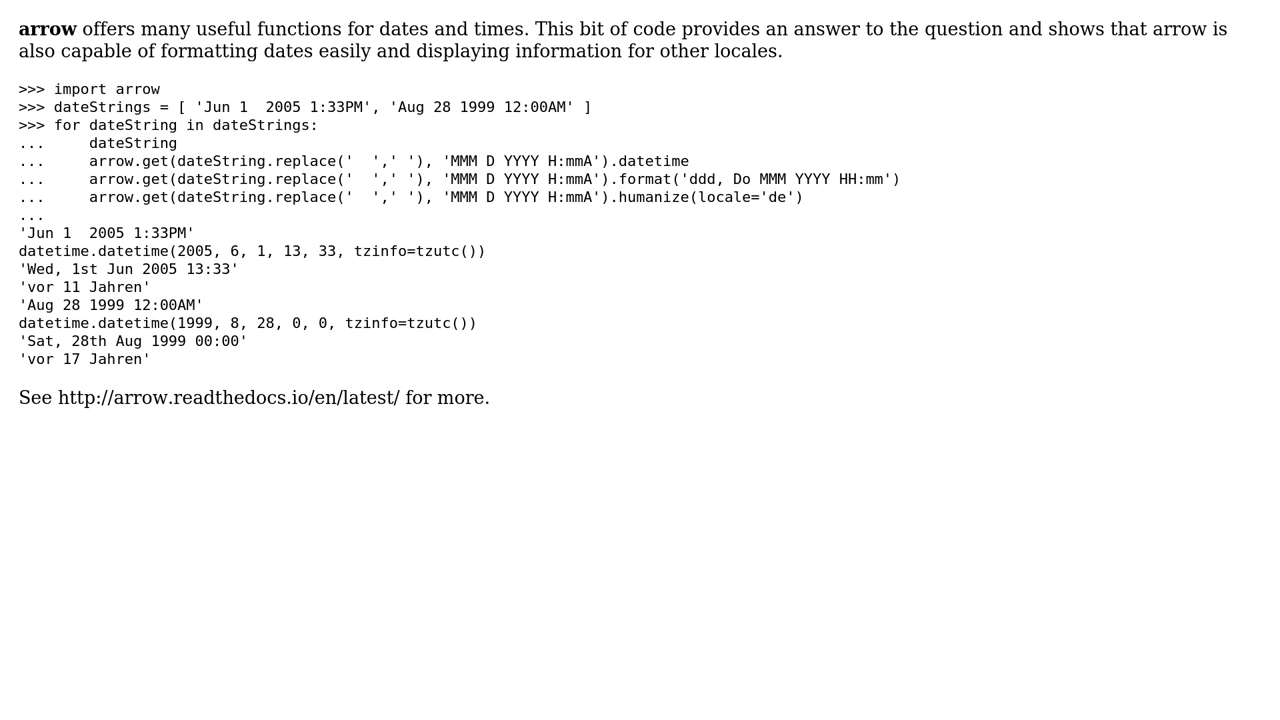 arrow offers many useful functions for dates and times. This bit of code provides an answer to the question and shows that arrow is
also capable of formatting dates easily and displaying information for other locales.
>>> import arrow
>>> dateStrings = [ 'Jun 1  2005 1:33PM', 'Aug 28 1999 12:00AM' ]
>>> for dateString in dateStrings:
...     dateString
...     arrow.get(dateString.replace('  ',' '), 'MMM D YYYY H:mmA').datetime
...     arrow.get(dateString.replace('  ',' '), 'MMM D YYYY H:mmA').format('ddd, Do MMM YYYY HH:mm')
...     arrow.get(dateString.replace('  ',' '), 'MMM D YYYY H:mmA').humanize(locale='de')
...
'Jun 1  2005 1:33PM'
datetime.datetime(2005, 6, 1, 13, 33, tzinfo=tzutc())
'Wed, 1st Jun 2005 13:33'
'vor 11 Jahren'
'Aug 28 1999 12:00AM'
datetime.datetime(1999, 8, 28, 0, 0, tzinfo=tzutc())
'Sat, 28th Aug 1999 00:00'
'vor 17 Jahren'
See http://arrow.readthedocs.io/en/latest/ for more.